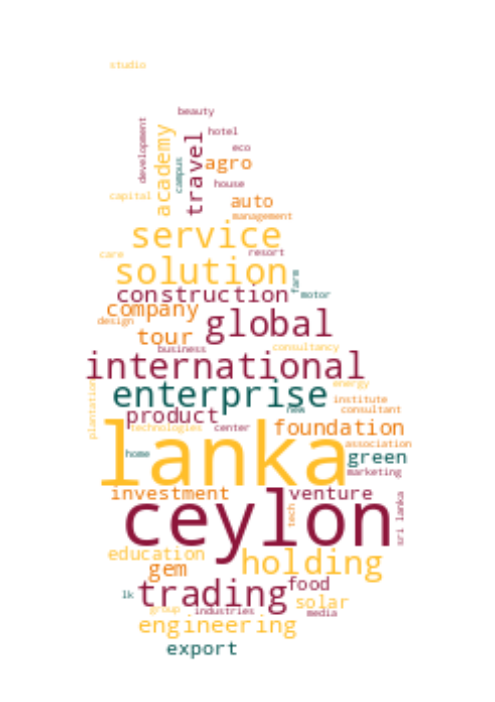 studio
beauty
development
hotel
academy
travel
eco
campus
agro
house
capital
auto
management
service
care
resort
solution
farm
construction
motor
company
global
design
tour
business
consultancy
international
energy
enterprise
plantation
institute
new
consultant
product
technologies
center
foundation
lanka
association
home
green
marketing
investment
venture
ceylon
tech
sri lanka
education
holding
gem
food
trading
lk
solar
group
industries
media
engineering
export